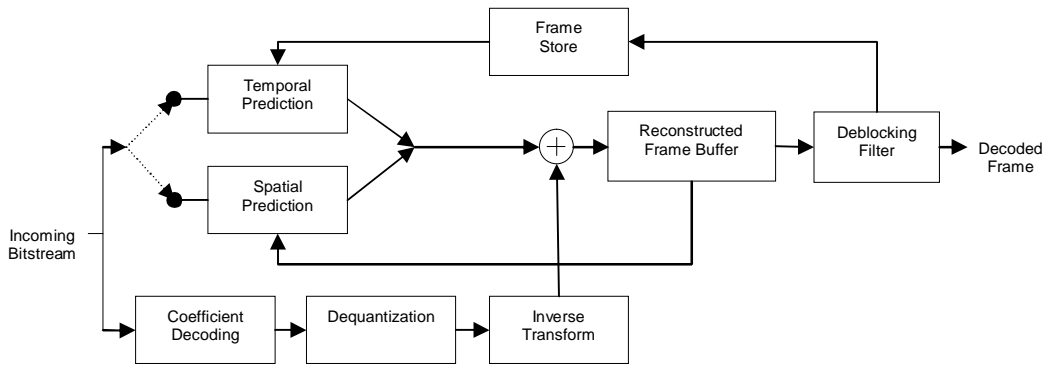 Frame
Store
Temporal
Prediction
Reconstructed
Frame Buffer
Deblocking
Filter
Decoded
Frame
Spatial
Prediction
Incoming
Bitstream
Coefficient
Decoding
Dequantization
Inverse
Transform